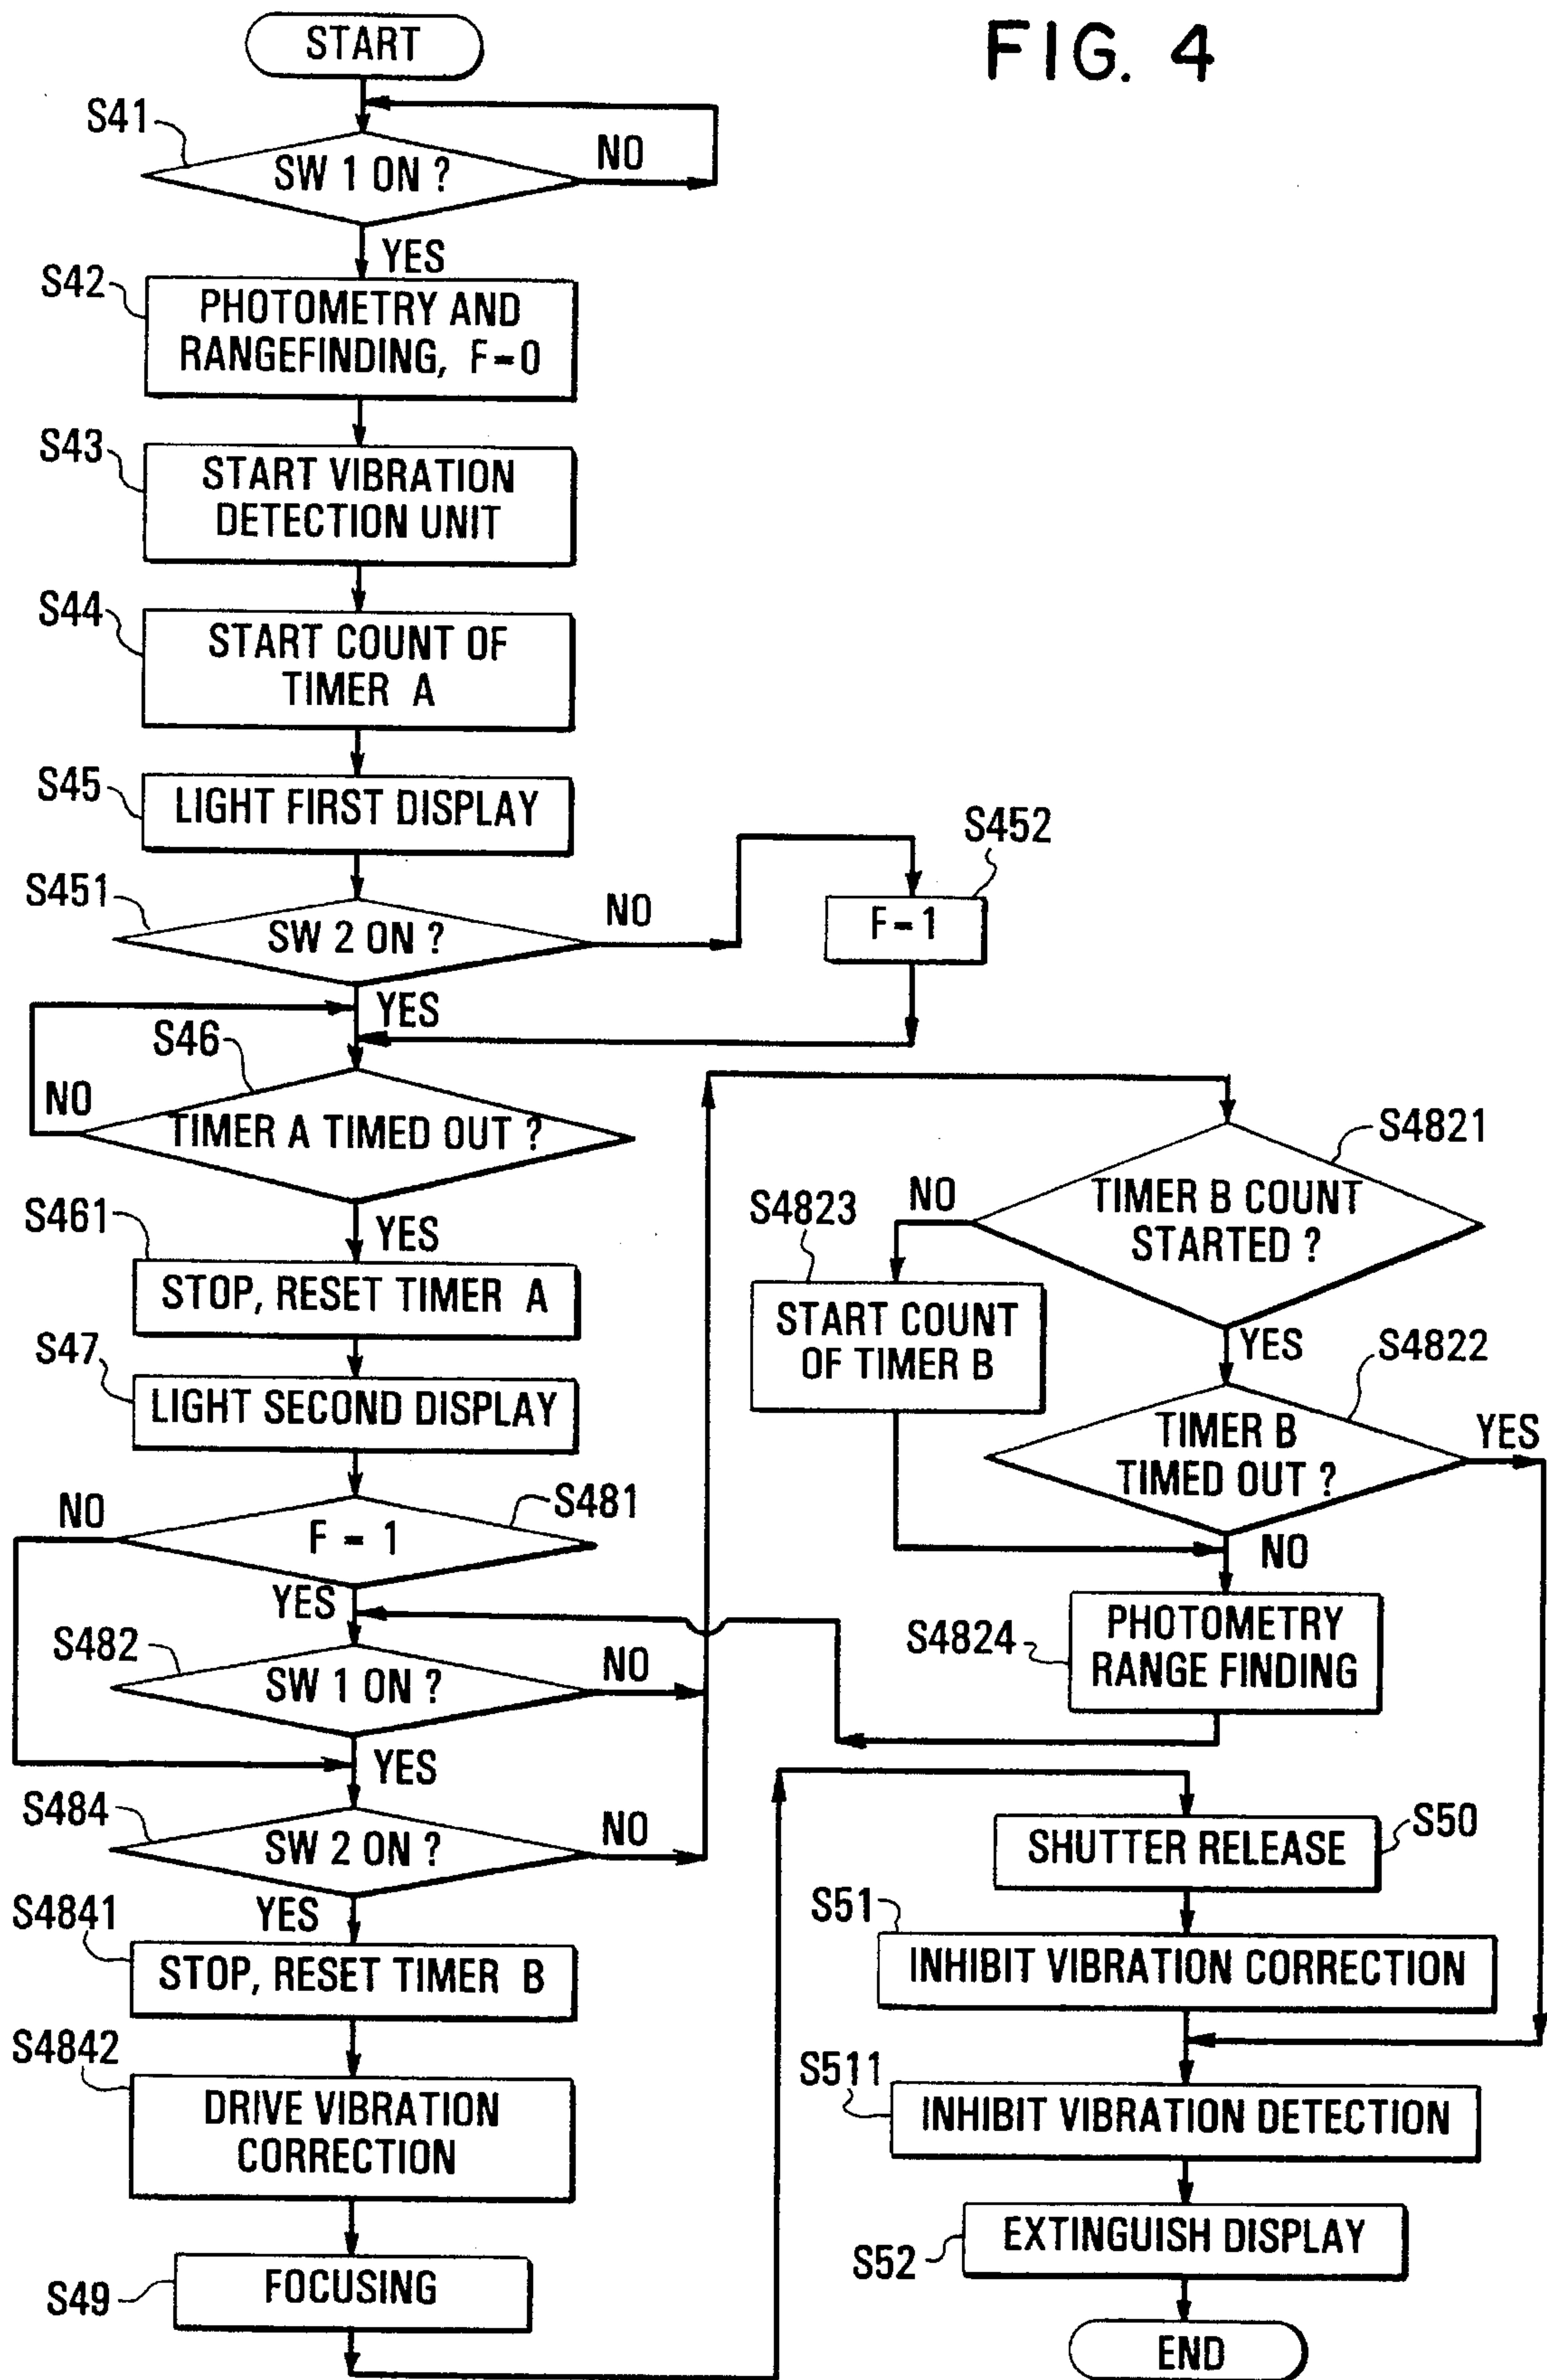 FIG. 4
START
S41
SW 1 ON ?
NO
YES
S42
PHOTOMETRY AND
RANGEFINDING, F=0
S43
START VIBRATION
DETECTION UNIT
S44
START COUNT OF
TIMER A
S45
LIGHT FIRST DISPLAY
S451
SW 2 ON ?
NO
S452
F=1
YES
S46
NO
TIMER A TIMED OUT ?
YES
S461
STOP, RESET TIMER A
S47
LIGHT SECOND DISPLAY
S481
NO
F = 1
YES
S482
SW 1 ON ?
NO
YES
S484
SW 2 ON ?
NO
YES
S4841
STOP, RESET TIMER B
S4842
DRIVE VIBRATION
CORRECTION
S49
FOCUSING
S4821
TIMER B COUNT
STARTED ?
NO
S4823
START COUNT
OF TIMER B
YES
S4822
TIMER B
TIMED OUT ?
YES
NO
S4824
PHOTOMETRY
RANGE FINDING
S50
SHUTTER RELEASE
S51
INHIBIT VIBRATION CORRECTION
S511
INHIBIT VIBRATION DETECTION
S52
EXTINGUISH DISPLAY
END